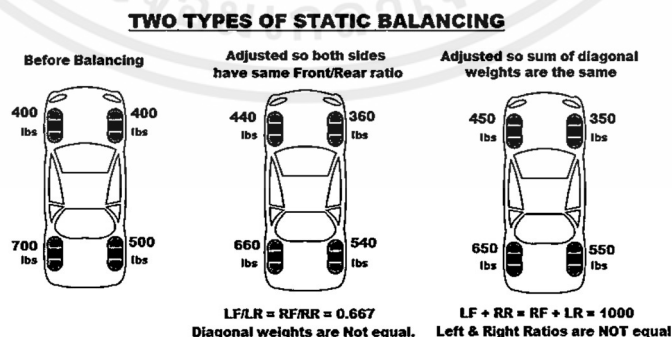 TWO TYPES OF STATIC BALANCING
Before Balancing
400 lbs
400 lbs
700 lbs
500 lbs
Adjusted so both sides
have same Front/Rear ratio
440 lbs
360 lbs
660 lbs
540 lbs
LF/LR = RF/RR = 0.667
Diagonal weights are Not equal.
Adjusted so sum of diagonal
weights are the same
450 lbs
350 lbs
650 lbs
550 lbs
LF + RR = RF + LR = 1000
Left & Right Ratios are NOT equal